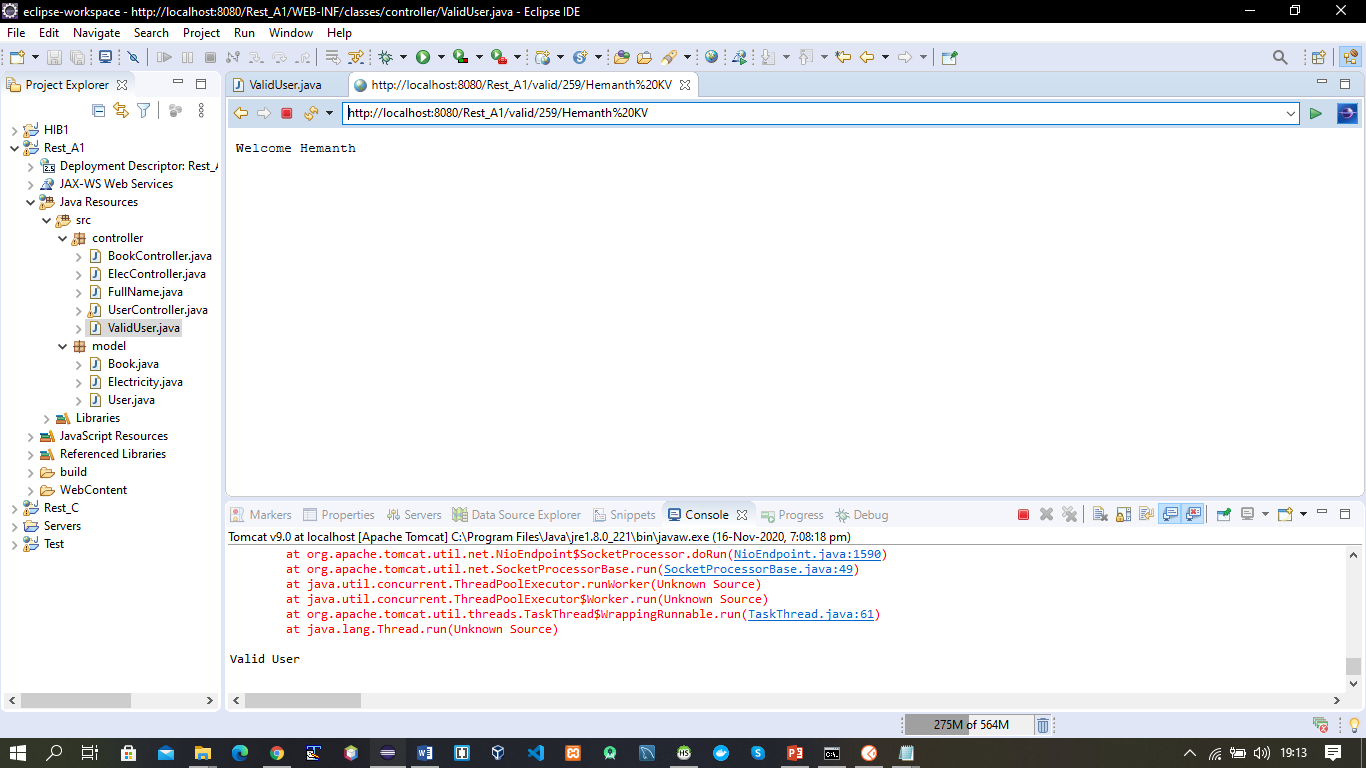 eclipse-workspace - http://localhost:8080/Rest_A1/WEB-INF/classes/controller/ValidUser.java - Eclipse IDE
File Edit Navigate Search Project Run Window Help
Project Explorer
HIB1
Rest_A1
Deployment Descriptor: Rest_A
JAX-WS Web Services
Java Resources
src
controller
BookController.java
ElecController.java
FullName.java
UserController.java
ValidUser.java
model
Book.java
Electricity.java
User.java
Libraries
JavaScript Resources
Referenced Libraries
build
WebContent
Rest_C
Servers
Test
ValidUser.java http://localhost:8080/Rest_A1/valid/259/Hemanth%20KV
http://localhost:8080/Rest_A1/valid/259/Hemanth%20KV
Welcome Hemanth
Markers Properties Servers Data Source Explorer Snippets Console Progress Debug
Tomcat v9.0 at localhost [Apache Tomcat] C:\Program Files\Java\jre1.8.0_221\bin\javaw.exe (16-Nov-2020, 7:08:18 pm)
at org.apache.tomcat.util.net.NioEndpoint$SocketProcessor.doRun(NioEndpoint.java:1590)
at org.apache.tomcat.util.net.SocketProcessorBase.run(SocketProcessorBase.java:49)
at java.util.concurrent.ThreadPoolExecutor.runWorker(Unknown Source)
at java.util.concurrent.ThreadPoolExecutor$Worker.run(Unknown Source)
at org.apache.tomcat.util.threads.TaskThread$WrappingRunnable.run(TaskThread.java:61)
at java.lang.Thread.run(Unknown Source)
Valid User
275M of 564M
19:13